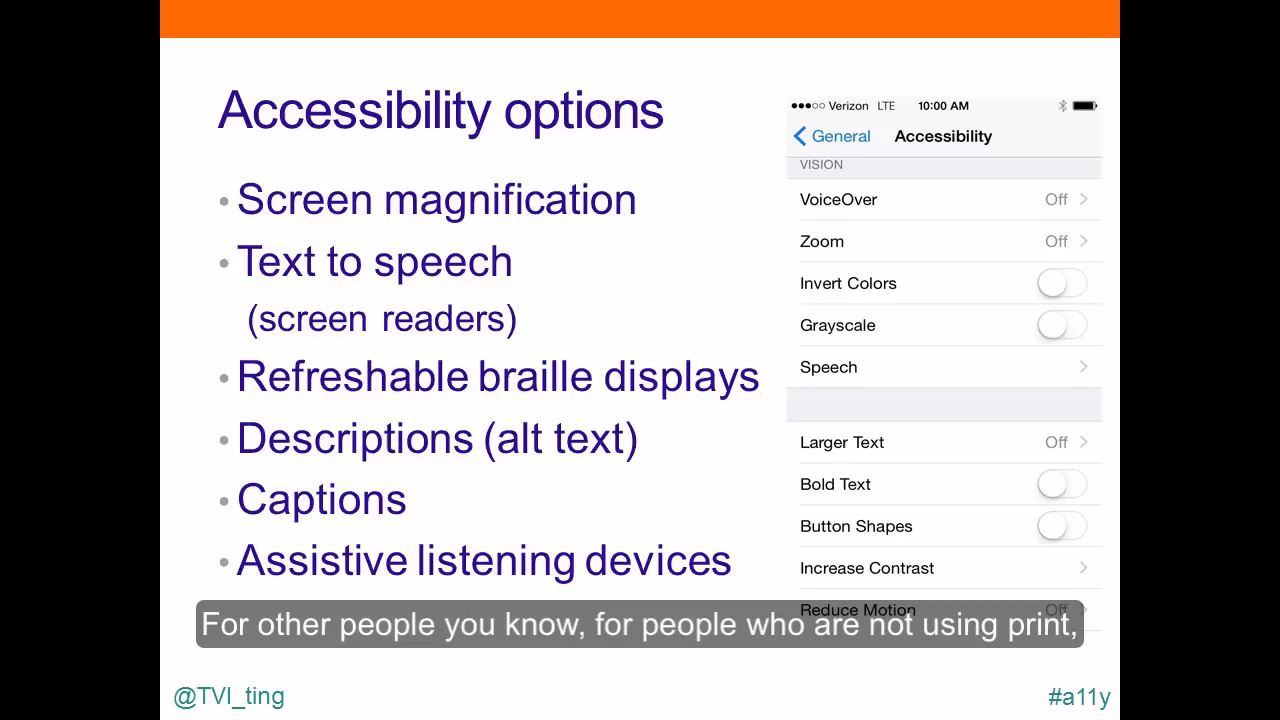 Accessibility options
• Screen magnification
• Text to speech
(screen readers)
• Refreshable braille displays
• Descriptions (alt text)
• Captions
• Assistive listening devices
Verizon LTE 10:00 AM
General Accessibility
VISION
VoiceOver Off
Zoom Off
Invert Colors
Grayscale
Speech
Larger Text Off
Bold Text
Button Shapes
Increase Contrast
Reduce Motion Off
For other people you know, for people who are not using print,
@TVI_ting #a11y